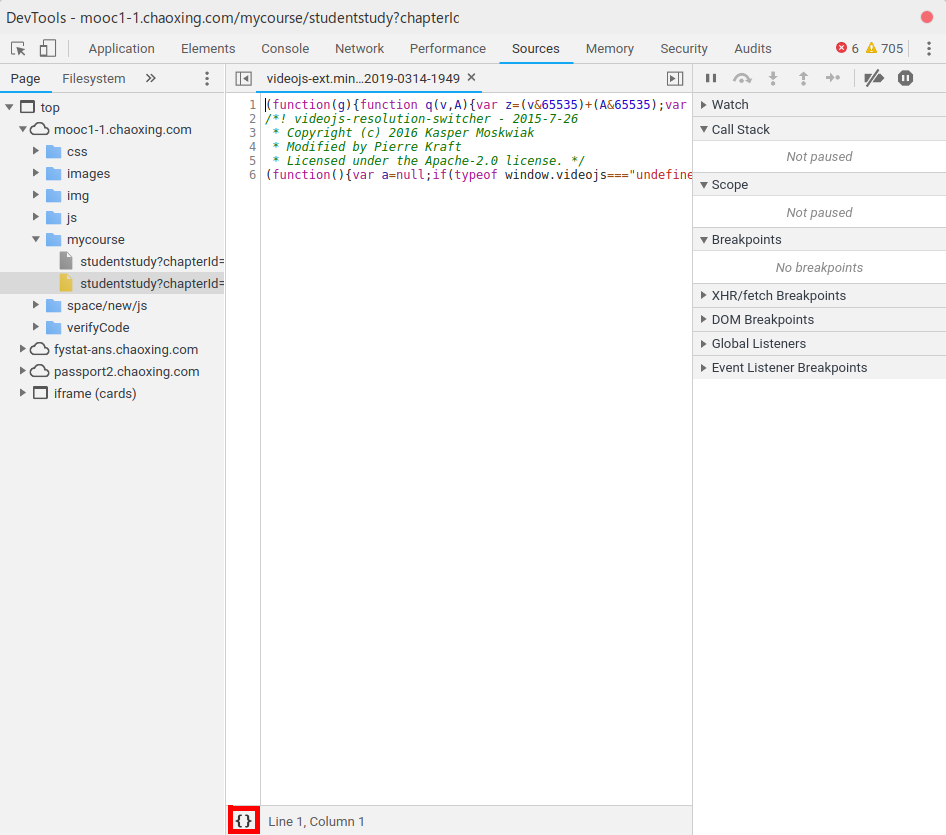 DevTools - mooc1-1.chaoxing.com/mycourse/studentstudy?chapterIc
Application Elements Console Network Performance Sources Memory Security Audits 6 705
Page Filesystem »
videojs-ext.min…2019-0314-1949 ×
top
mooc1-1.chaoxing.com
css
images
img
js
mycourse
studentstudy?chapterId=
studentstudy?chapterId=
space/new/js
verifyCode
fystat-ans.chaoxing.com
passport2.chaoxing.com
iframe (cards)
1 (function(g){function q(v,A){var z=(v&65535)+(A&65535);var
2 /*! videojs-resolution-switcher - 2015-7-26
3 * Copyright (c) 2016 Kasper Moskwiak
4 * Modified by Pierre Kraft
5 * Licensed under the Apache-2.0 license. */
6 (function(){var a=null;if(typeof window.videojs==="undefine
{} Line 1, Column 1
Watch
Call Stack
Not paused
Scope
Not paused
Breakpoints
No breakpoints
XHR/fetch Breakpoints
DOM Breakpoints
Global Listeners
Event Listener Breakpoints